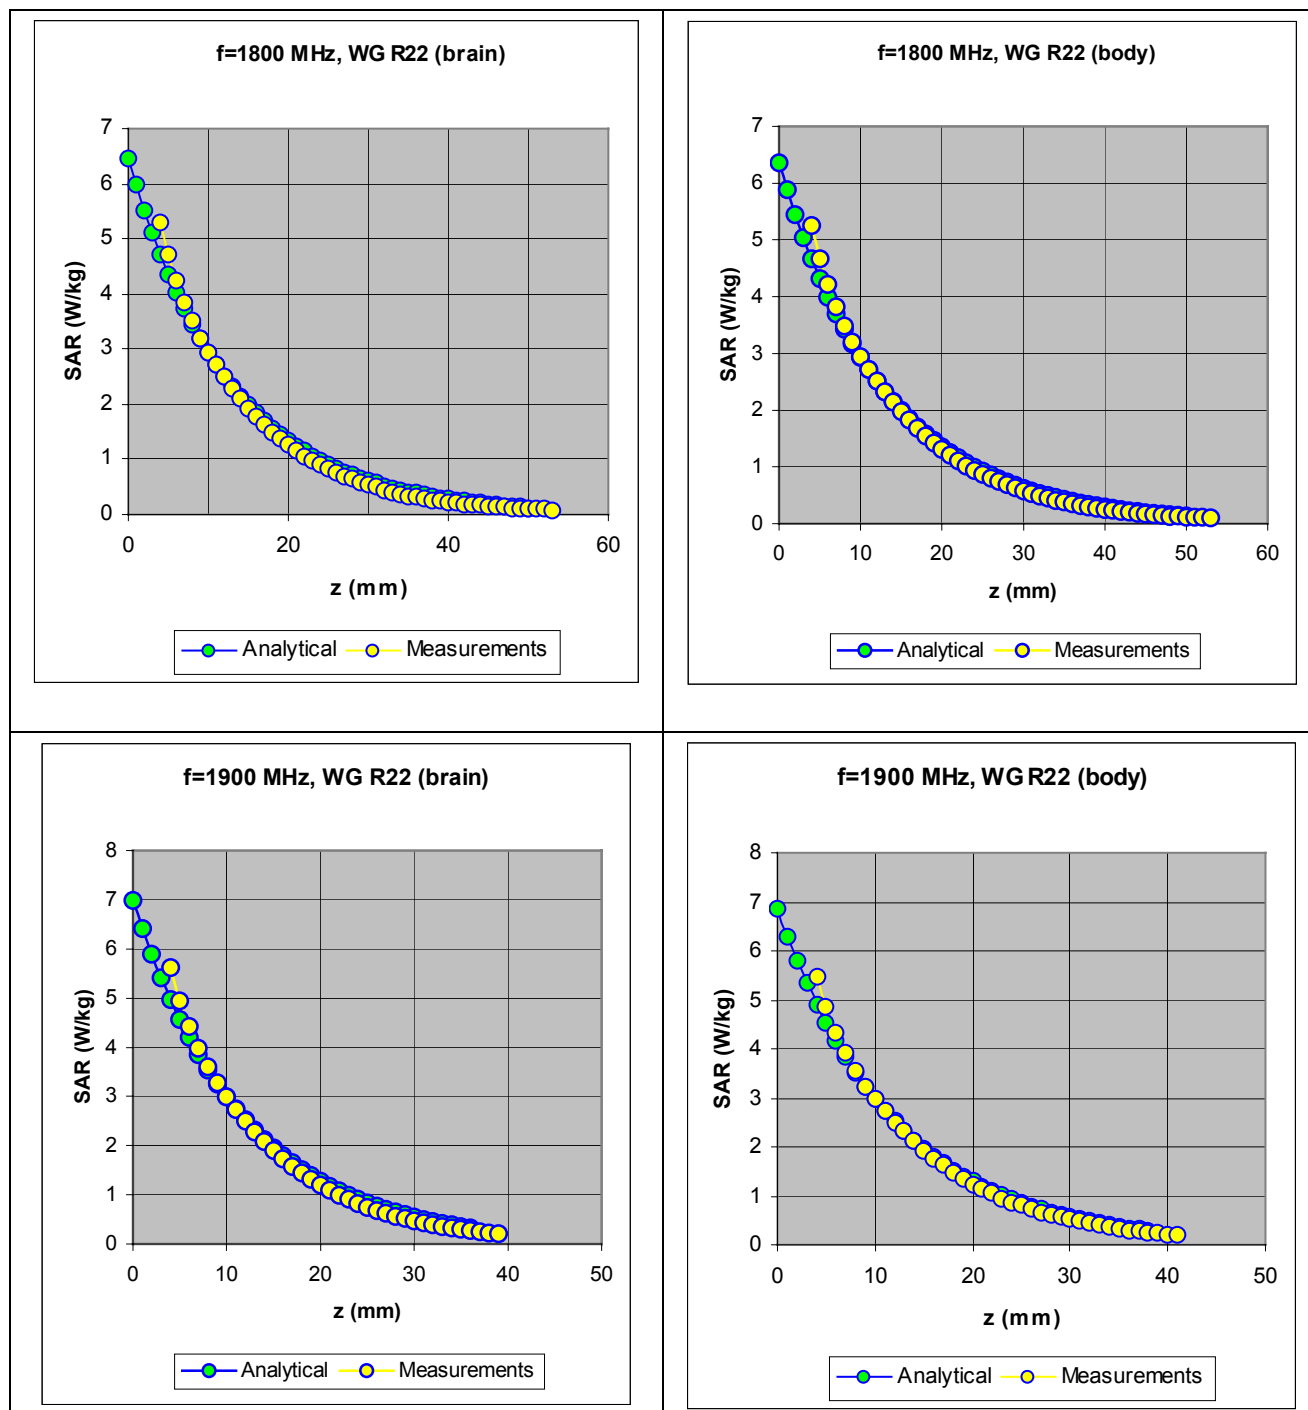 f=1800 MHz, WG R22 (brain)
7
6
5
4
3
2
1
0
SAR (W/kg)
0 20 40 60
z (mm)
Analytical Measurements
f=1800 MHz, WG R22 (body)
7
6
5
4
3
2
1
0
SAR (W/kg)
0 10 20 30 40 50 60
z (mm)
Analytical Measurements
f=1900 MHz, WG R22 (brain)
8
7
6
5
4
3
2
1
0
SAR (W/kg)
0 10 20 30 40 50
z (mm)
Analytical Measurements
f=1900 MHz, WG R22 (body)
8
7
6
5
4
3
2
1
0
SAR (W/kg)
0 10 20 30 40 50
z (mm)
Analytical Measurements